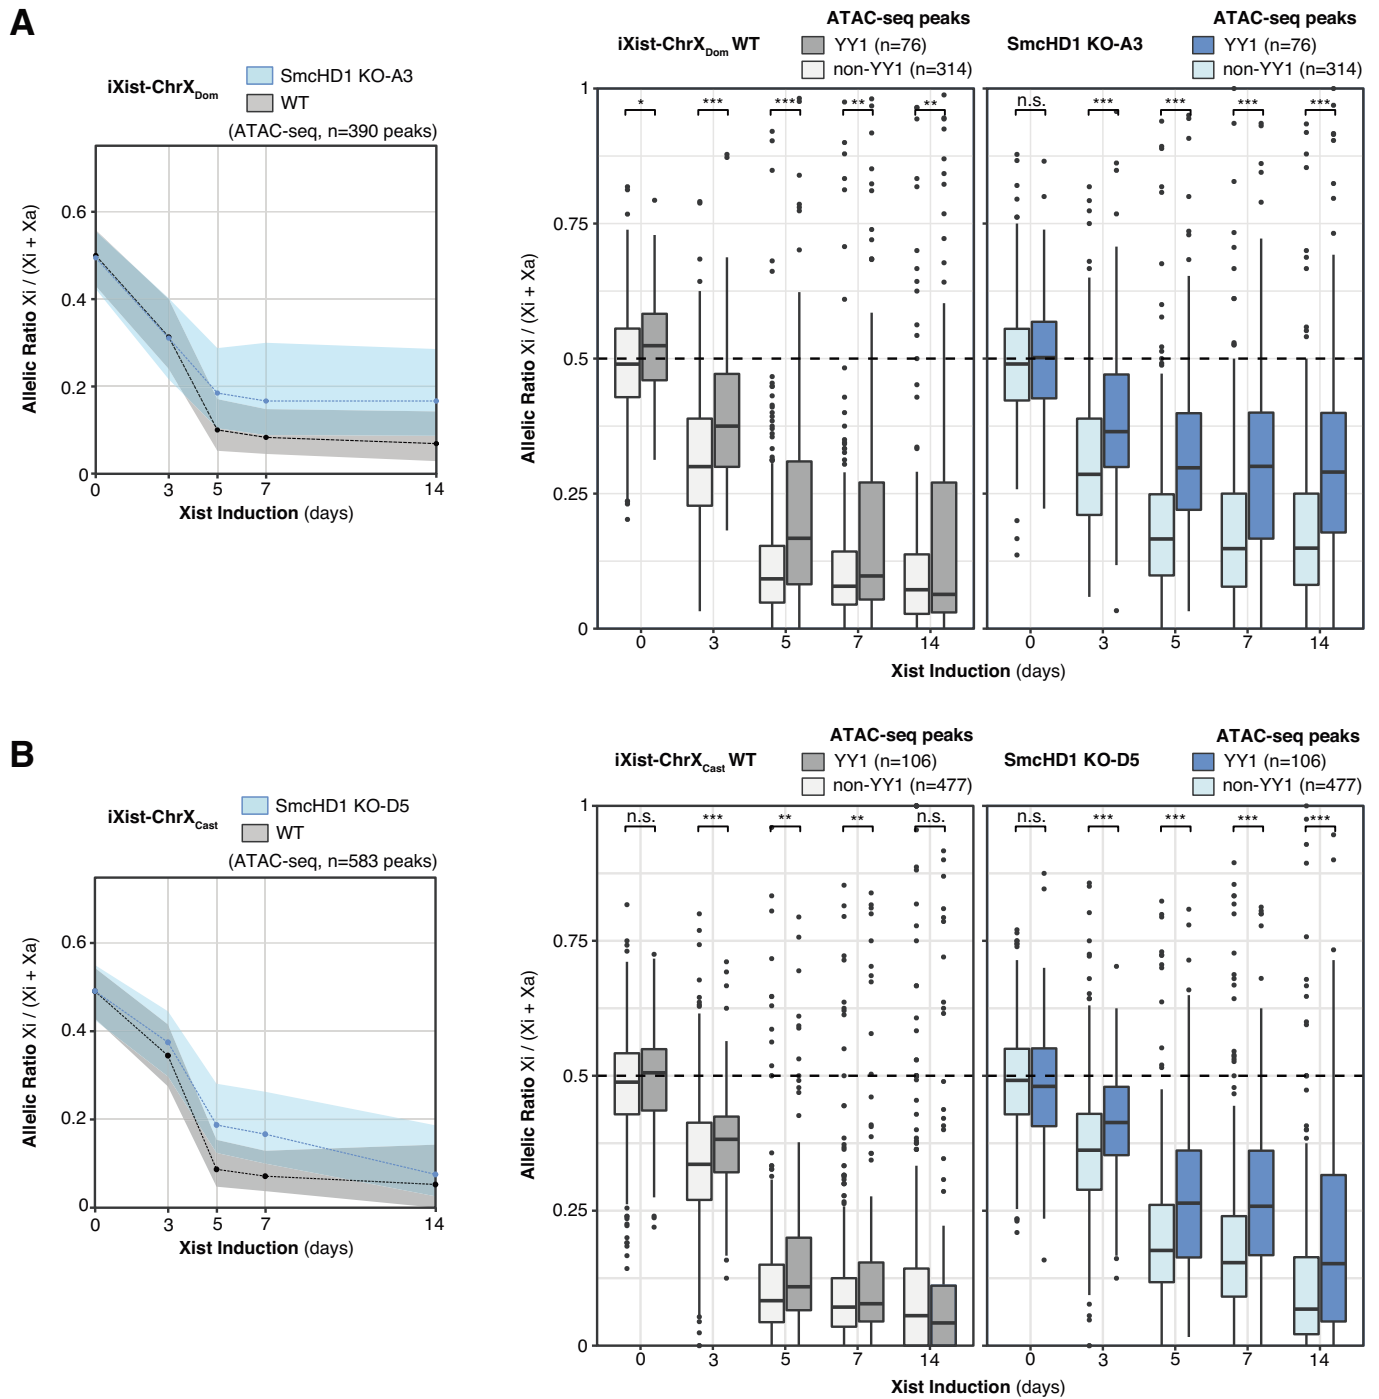 A
iXist-ChrXDom
SmcHD1 KO-A3
WT
(ATAC-seq, n=390 peaks)
Allelic Ratio Xi / (Xi + Xa)
0.6
0.4
0.2
0
0 3 5 7 14
Xist Induction (days)
iXist-ChrXDom WT
ATAC-seq peaks
YY1 (n=76)
non-YY1 (n=314)
SmcHD1 KO-A3
ATAC-seq peaks
YY1 (n=76)
non-YY1 (n=314)
Allelic Ratio Xi / (Xi + Xa)
1
0.75
0.5
0.25
0
* *** *** ** **
n.s. *** *** *** ***
0 3 5 7 14
0 3 5 7 14
Xist Induction (days)
B
iXist-ChrXCast
SmcHD1 KO-D5
WT
(ATAC-seq, n=583 peaks)
Allelic Ratio Xi / (Xi + Xa)
0.6
0.4
0.2
0
0 3 5 7 14
Xist Induction (days)
iXist-ChrXCast WT
ATAC-seq peaks
YY1 (n=106)
non-YY1 (n=477)
SmcHD1 KO-D5
ATAC-seq peaks
YY1 (n=106)
non-YY1 (n=477)
Allelic Ratio Xi / (Xi + Xa)
1
0.75
0.5
0.25
0
n.s. *** ** ** n.s.
n.s. *** *** *** ***
0 3 5 7 14
0 3 5 7 14
Xist Induction (days)